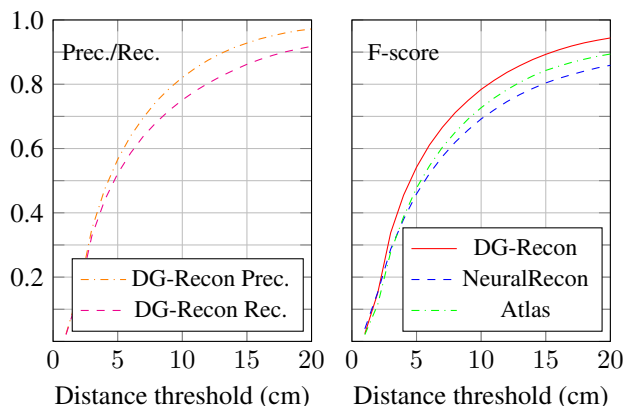 1.0
0.8
0.6
0.4
0.2
Prec./Rec.
DG-Recon Prec.
DG-Recon Rec.
0 5 10 15 20
Distance threshold (cm)
F-score
DG-Recon
NeuralRecon
Atlas
0 5 10 15 20
Distance threshold (cm)